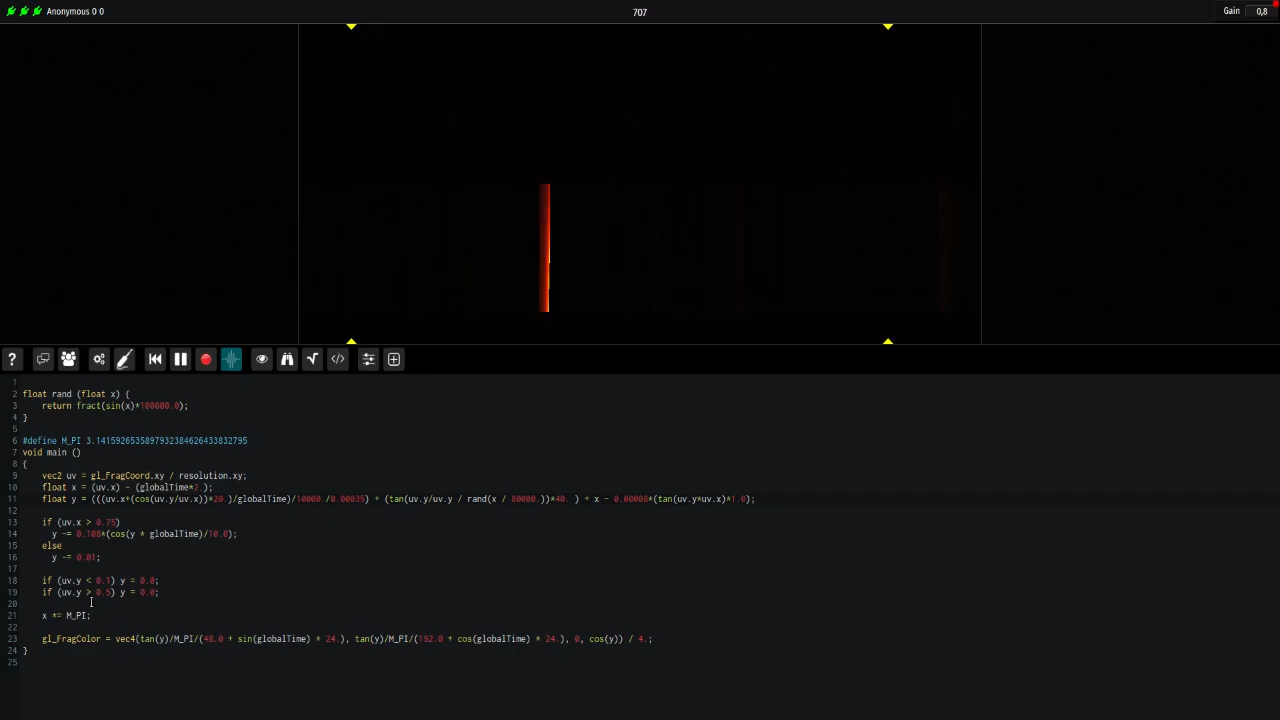 Anonymous 0 0
707
Gain 0,8
1
2 float rand (float x) {
3 return fract(sin(x)*100000.0);
4 }
5
6 #define M_PI 3.1415926535897932384626433832795
7 void main ()
8 {
9 vec2 uv = gl_FragCoord.xy / resolution.xy;
10 float x = (uv.x) - (globalTime*2.);
11 float y = (((uv.x+(cos(uv.y/uv.x))*20.)/globalTime)/10000./0.00035) + (tan(uv.y/uv.y / rand(x / 80000.))*40. ) + x - 0.00008*(tan(uv.y*uv.x)*1.0);
12
13 if (uv.x > 0.75)
14 y -= 0.108*(cos(y * globalTime)/10.0);
15 else
16 y -= 0.01;
17
18 if (uv.y < 0.1) y = 0.0;
19 if (uv.y > 0.5) y = 0.0;
20
21 x *= M_PI;
22
23 gl_FragColor = vec4(tan(y)/M_PI/(48.0 + sin(globalTime) * 24.), tan(y)/M_PI/(192.0 + cos(globalTime) * 24.), 0, cos(y)) / 4.;
24 }
25